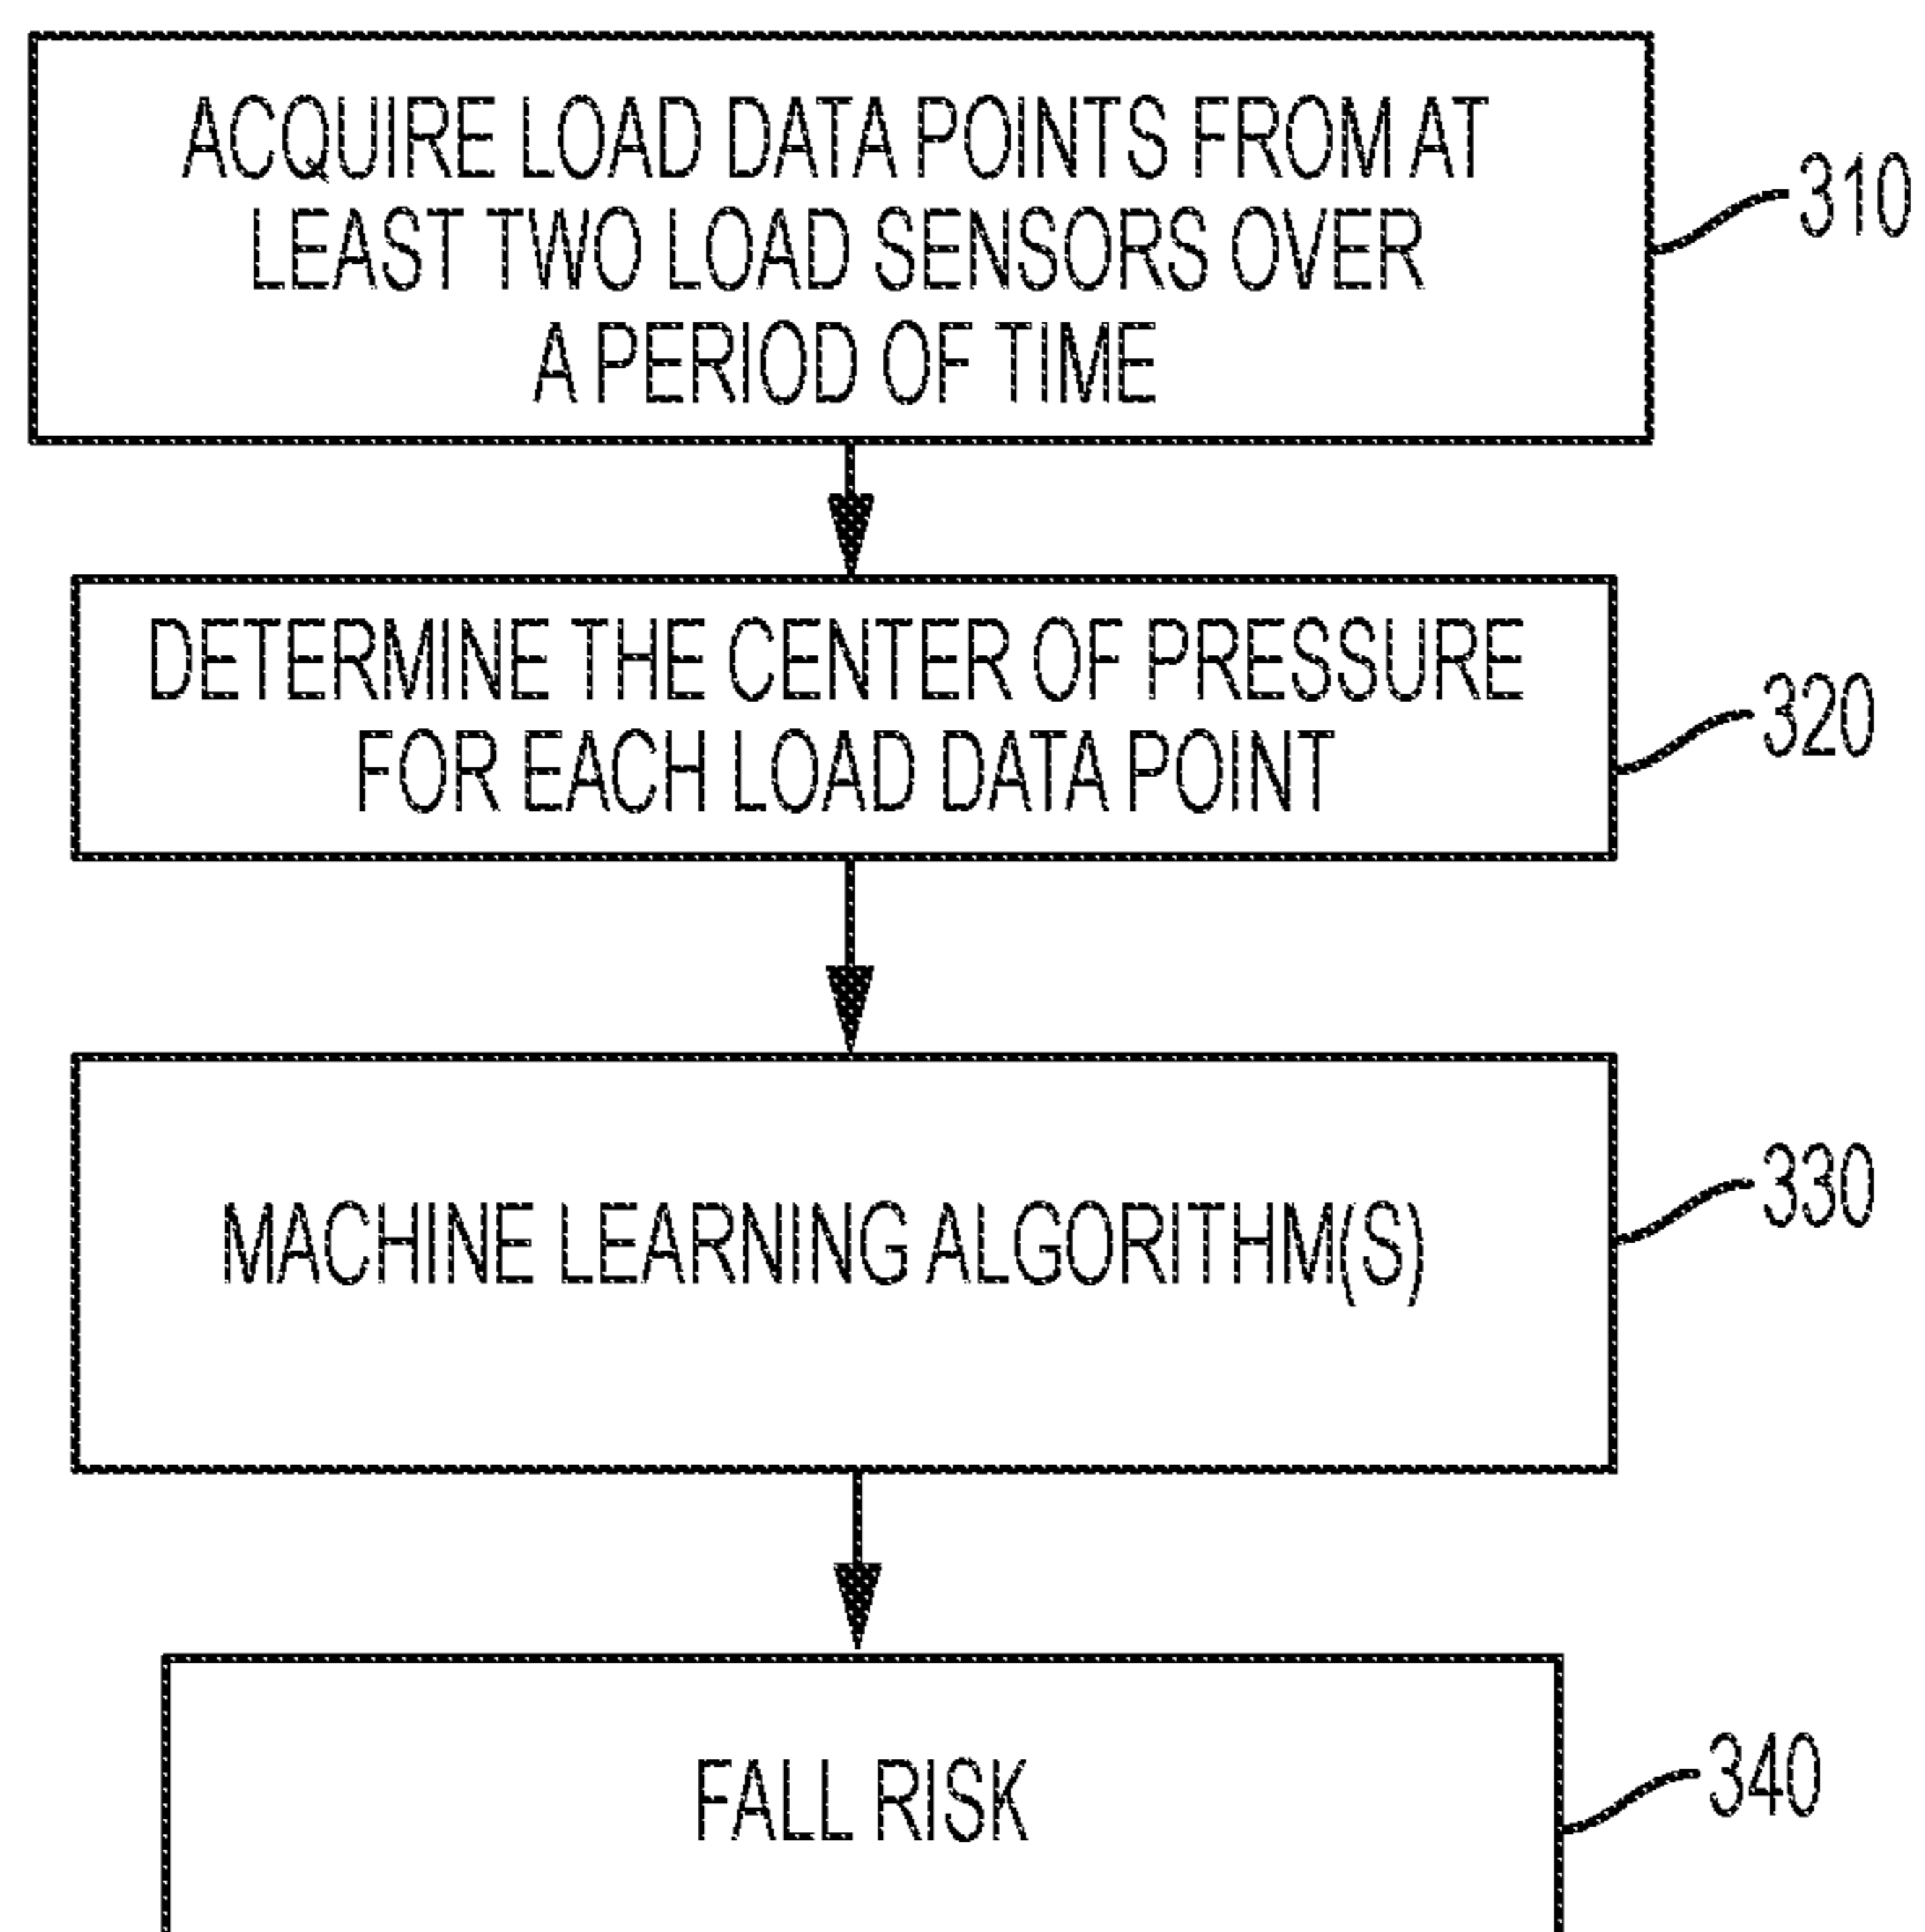 ACQUIRE LOAD DATA POINTS FROM AT
LEAST TWO LOAD SENSORS OVER
A PERIOD OF TIME
310
DETERMINE THE CENTER OF PRESSURE
FOR EACH LOAD DATA POINT
320
MACHINE LEARNING ALGORITHM(S)
330
FALL RISK
340